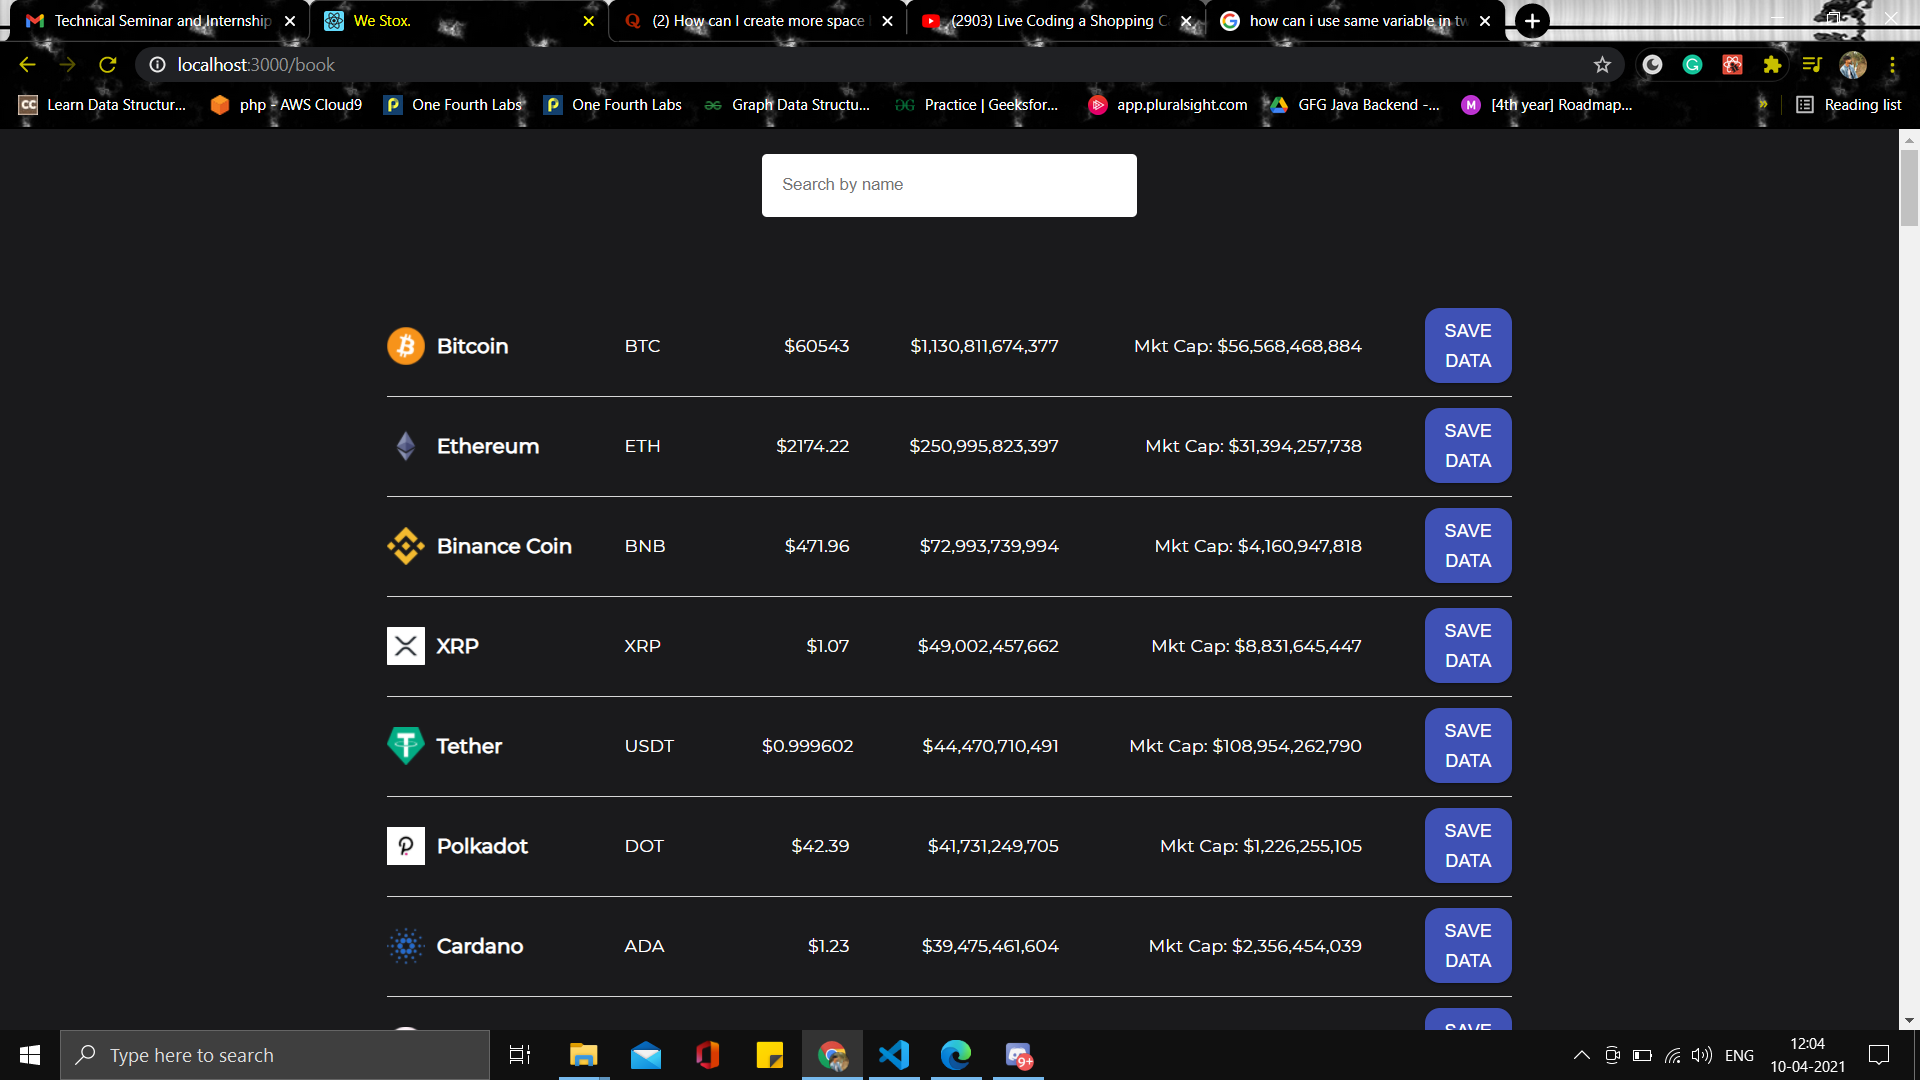 Technical Seminar and Internship
We Stox.
(2) How can I create more space
(2903) Live Coding a Shopping C
how can i use same variable in tw
localhost:3000/book
Learn Data Structur...
php - AWS Cloud9
One Fourth Labs
One Fourth Labs
Graph Data Structu...
Practice | Geeksfor...
app.pluralsight.com
GFG Java Backend -...
[4th year] Roadmap...
»
Reading list
Search by name
Bitcoin BTC $60543 $1,130,811,674,377 Mkt Cap: $56,568,468,884 SAVE
DATA
Ethereum ETH $2174.22 $250,995,823,397 Mkt Cap: $31,394,257,738 SAVE
DATA
Binance Coin BNB $471.96 $72,993,739,994 Mkt Cap: $4,160,947,818 SAVE
DATA
XRP XRP $1.07 $49,002,457,662 Mkt Cap: $8,831,645,447 SAVE
DATA
Tether USDT $0.999602 $44,470,710,491 Mkt Cap: $108,954,262,790 SAVE
DATA
Polkadot DOT $42.39 $41,731,249,705 Mkt Cap: $1,226,255,105 SAVE
DATA
Cardano ADA $1.23 $39,475,461,604 Mkt Cap: $2,356,454,039 SAVE
DATA
SAVE
Type here to search
9+
ENG
12:04
10-04-2021